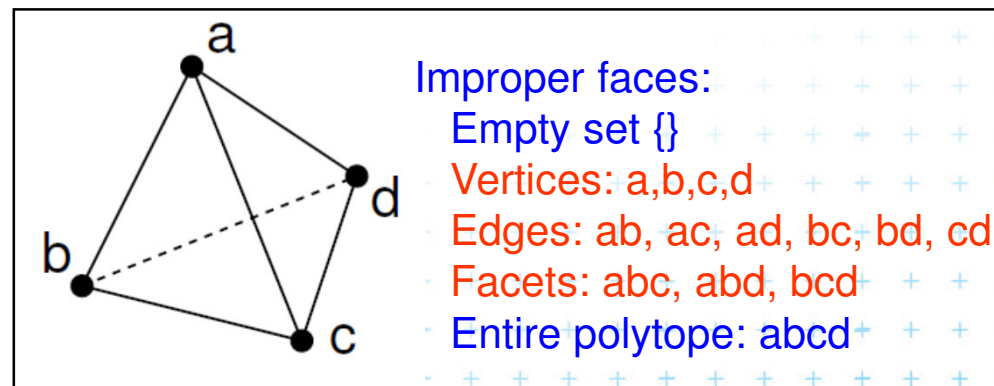 a
Improper faces:
Empty set {}
d
Vertices: a,b,c,d
b
Edges: ab, ac, ad, bc, bd, cd
Facets: abc, abd, bcd
c
Entire polytope: abcd